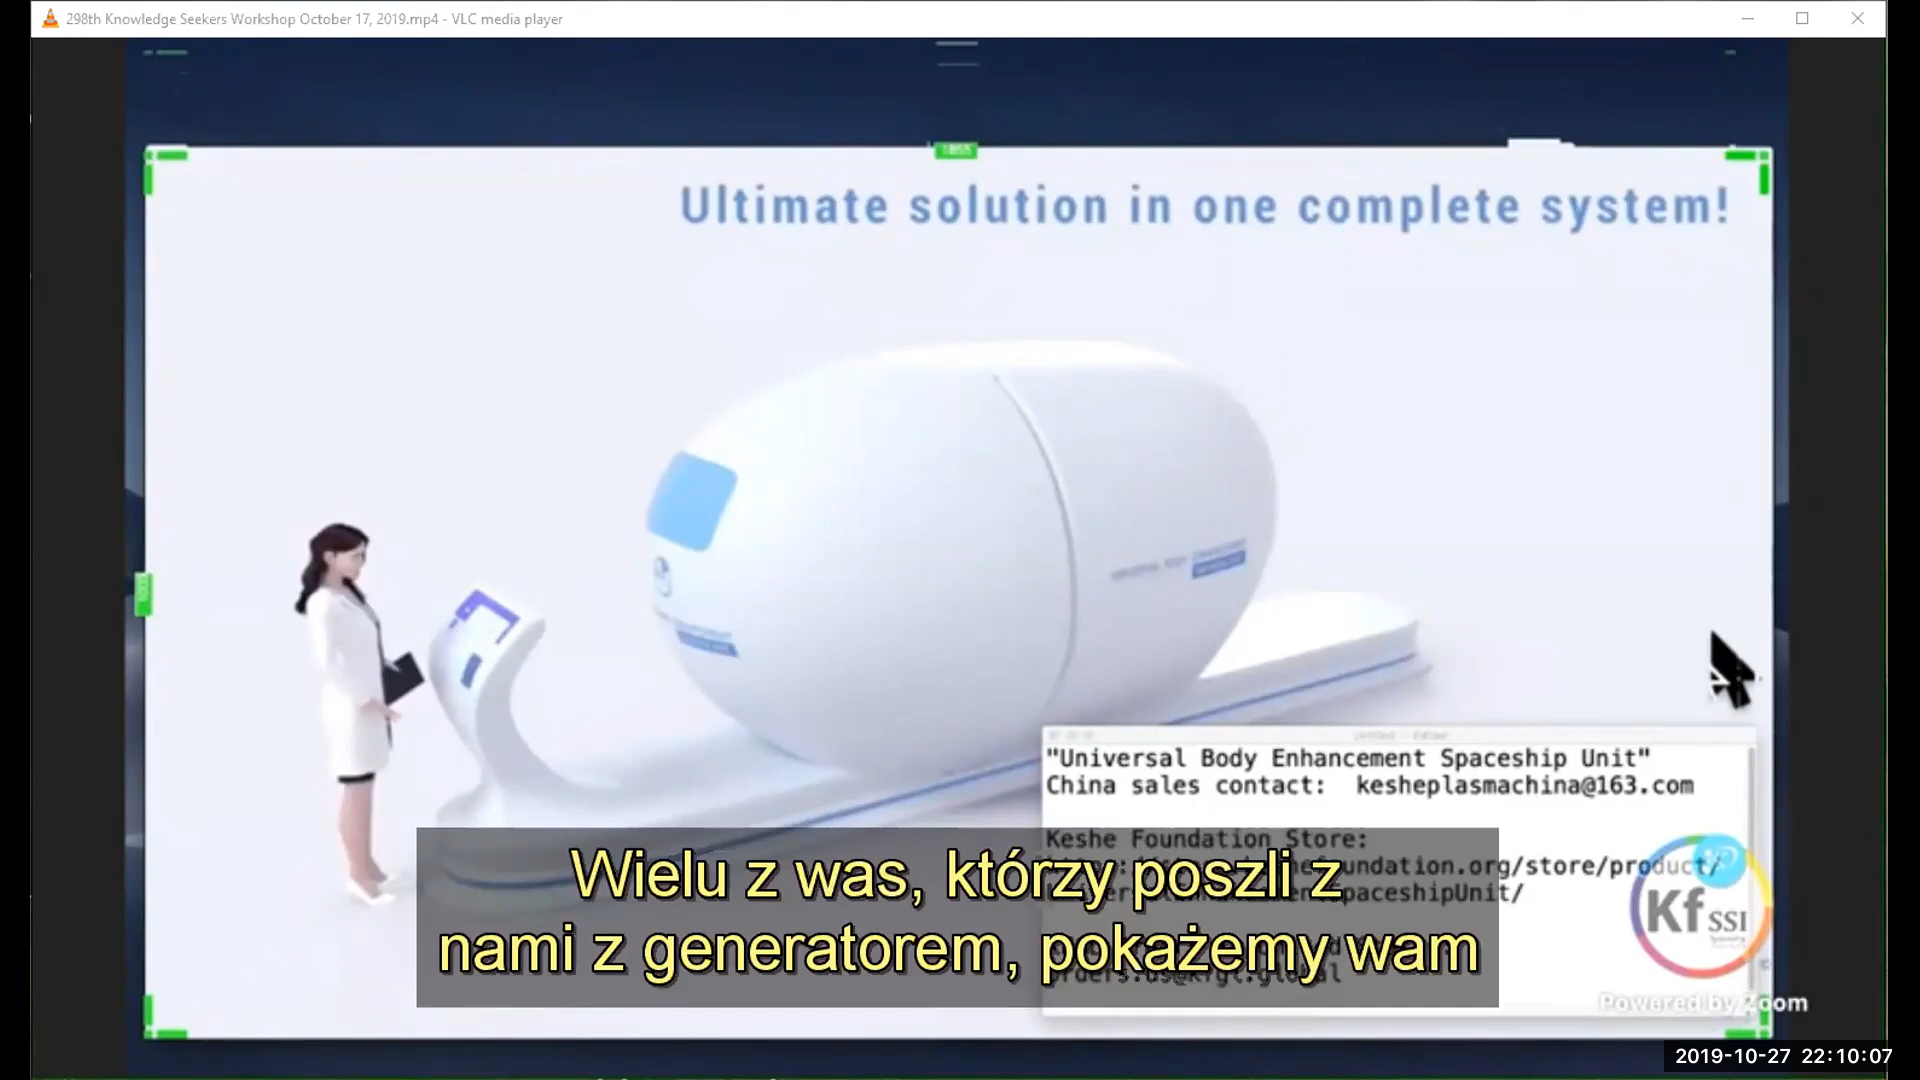 298th Knowledge Seekers Workshop October 17, 2019.mp4 - VLC media player
Ultimate solution in one complete system!
"Universal Body Enhancement Spaceship Unit"
China sales contact: kesheplasmachina@163.com
Keshe Foundation Store:
foundation.org/store/product/
spaceshipUnit/
Wielu z was, którzy poszli z
nami z generatorem, pokażemy wam
Kf SSI
Powered by Zoom
2019-10-27 22:10:07